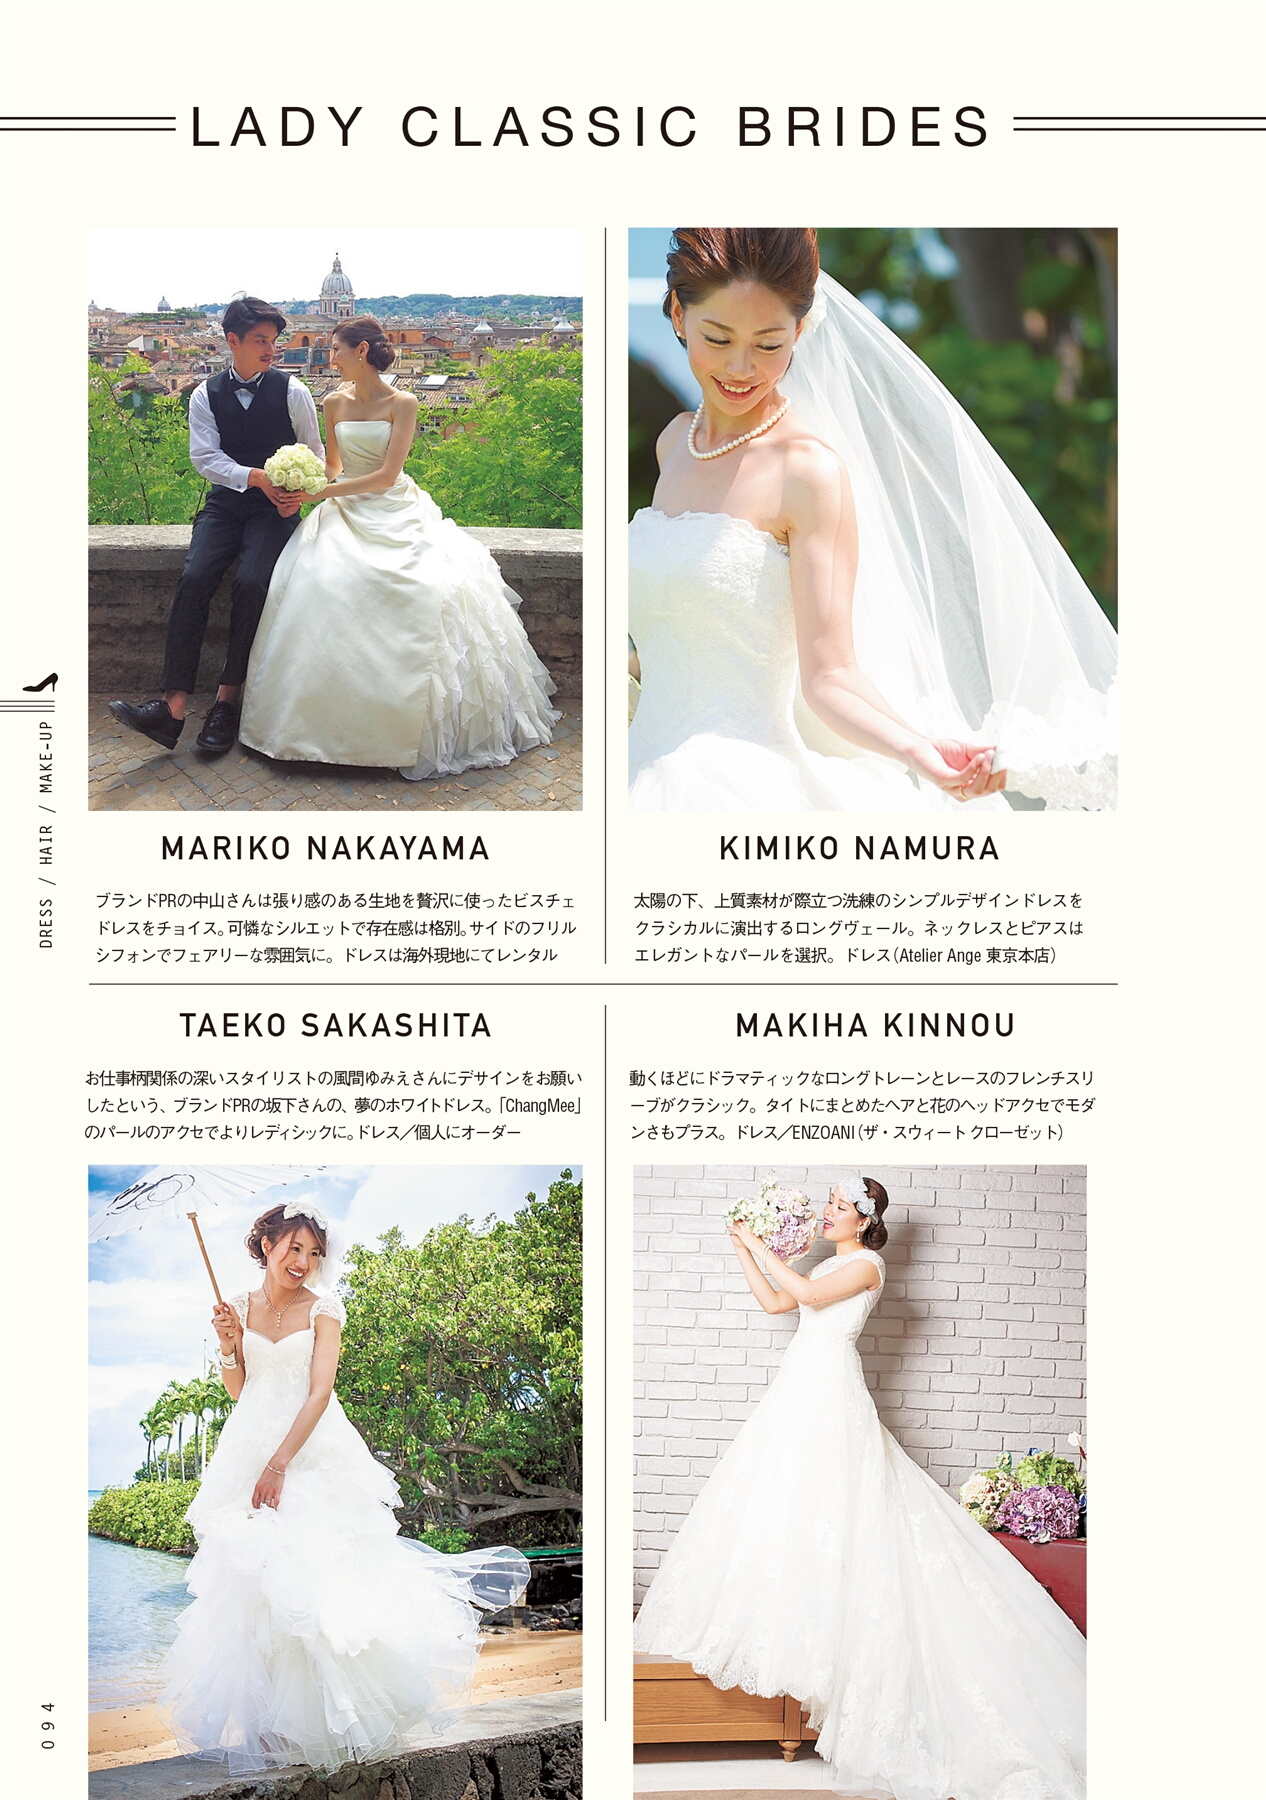 LADY CLASSIC BRIDES
MARIKO NAKAYAMA
ブランドPRの中山さんは張り感のある生地を贅沢に使ったビスチェ
ドレスをチョイス。可憐なシルエットで存在感は格別。サイドのフリル
シフォンでフェアリーな雰囲気に。ドレスは海外現地にてレンタル
KIMIKO NAMURA
太陽の下、上質素材が際立つ洗練のシンプルデザインドレスを
クラシカルに演出するロングヴェール。ネックレスとピアスは
エレガントなパールを選択。ドレス(Atelier Ange 東京本店)
TAEKO SAKASHITA
お仕事柄関係の深いスタイリストの風間ゆみえさんにデサインをお願い
したという、ブランドPRの坂下さんの、夢のホワイトドレス。「ChangMee」
のパールのアクセでよりレディシックに。ドレス/個人にオーダー
MAKIHA KINNOU
動くほどにドラマティックなロングトレーンとレースのフレンチスリ
ーブがクラシック。タイトにまとめたヘアと花のヘッドアクセでモダ
ンさもプラス。ドレス/ENZOANI(ザ・スウィート クローゼット)
DRESS / HAIR / MAKE-UP
094